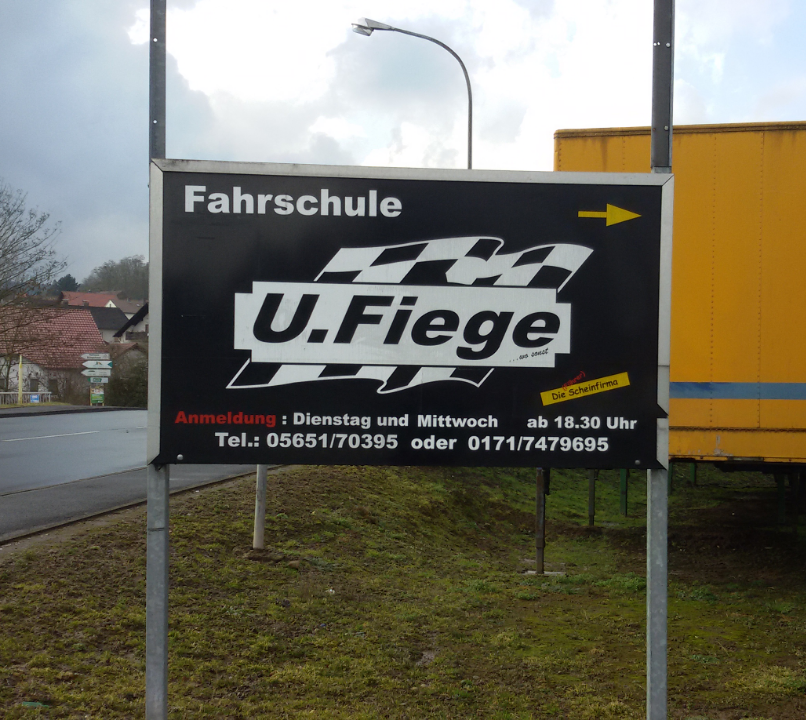 Fahrschule
U.Fiege
...wo sonst
Die Scheinfirma
Anmeldung : Dienstag und Mittwoch ab 18.30 Uhr
Tel.: 05651/70395 oder 0171/7479695